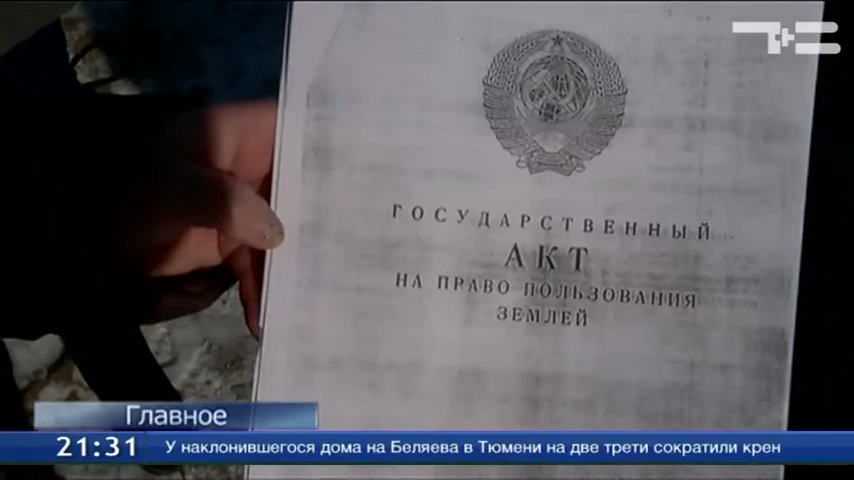 ГОСУДАРСТВЕННЫЙ
АКТ
НА ПРАВО ПОЛЬЗОВАНИЯ
ЗЕМЛЕЙ
Главное
21:31 У наклонившегося дома на Беляева в Тюмени на две трети сократили крен